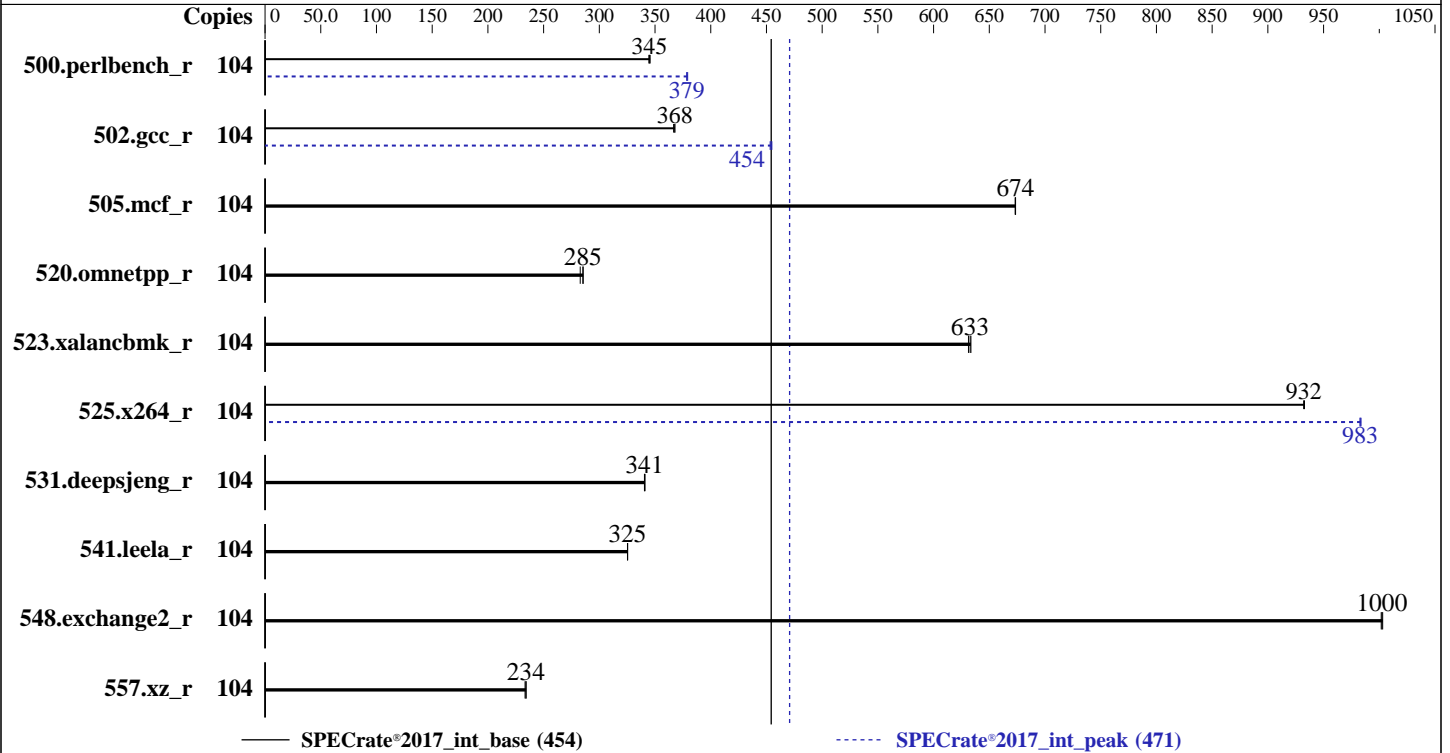 Copies 0 50.0 100 150 200 250 300 350 400 450 500 550 600 650 700 750 800 850 900 950 1050
500.perlbench_r 104 345
379
502.gcc_r 104 368
454
505.mcf_r 104 674
520.omnetpp_r 104 285
523.xalancbmk_r 104 633
525.x264_r 104 932
983
531.deepsjeng_r 104 341
541.leela_r 104 325
548.exchange2_r 104 1000
557.xz_r 104 234
SPECrate®2017_int_base (454) SPECrate®2017_int_peak (471)